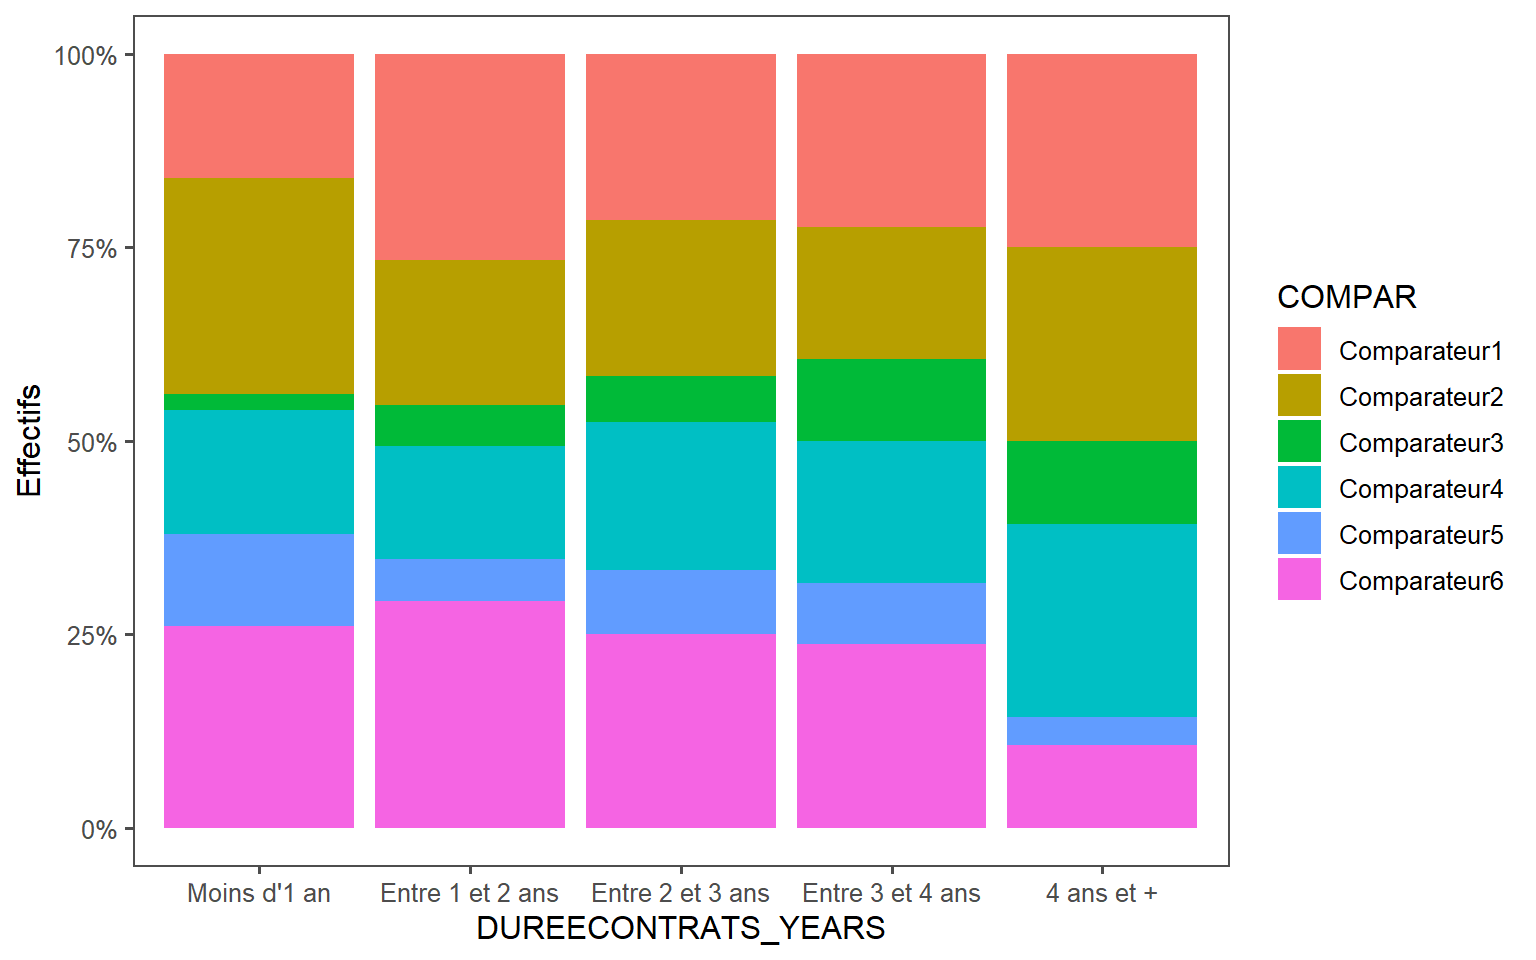 100%
75%
50%
25%
0%
Effectifs
Moins d'1 an
Entre 1 et 2 ans
Entre 2 et 3 ans
Entre 3 et 4 ans
4 ans et +
DUREECONTRATS_YEARS
COMPAR
Comparateur1
Comparateur2
Comparateur3
Comparateur4
Comparateur5
Comparateur6